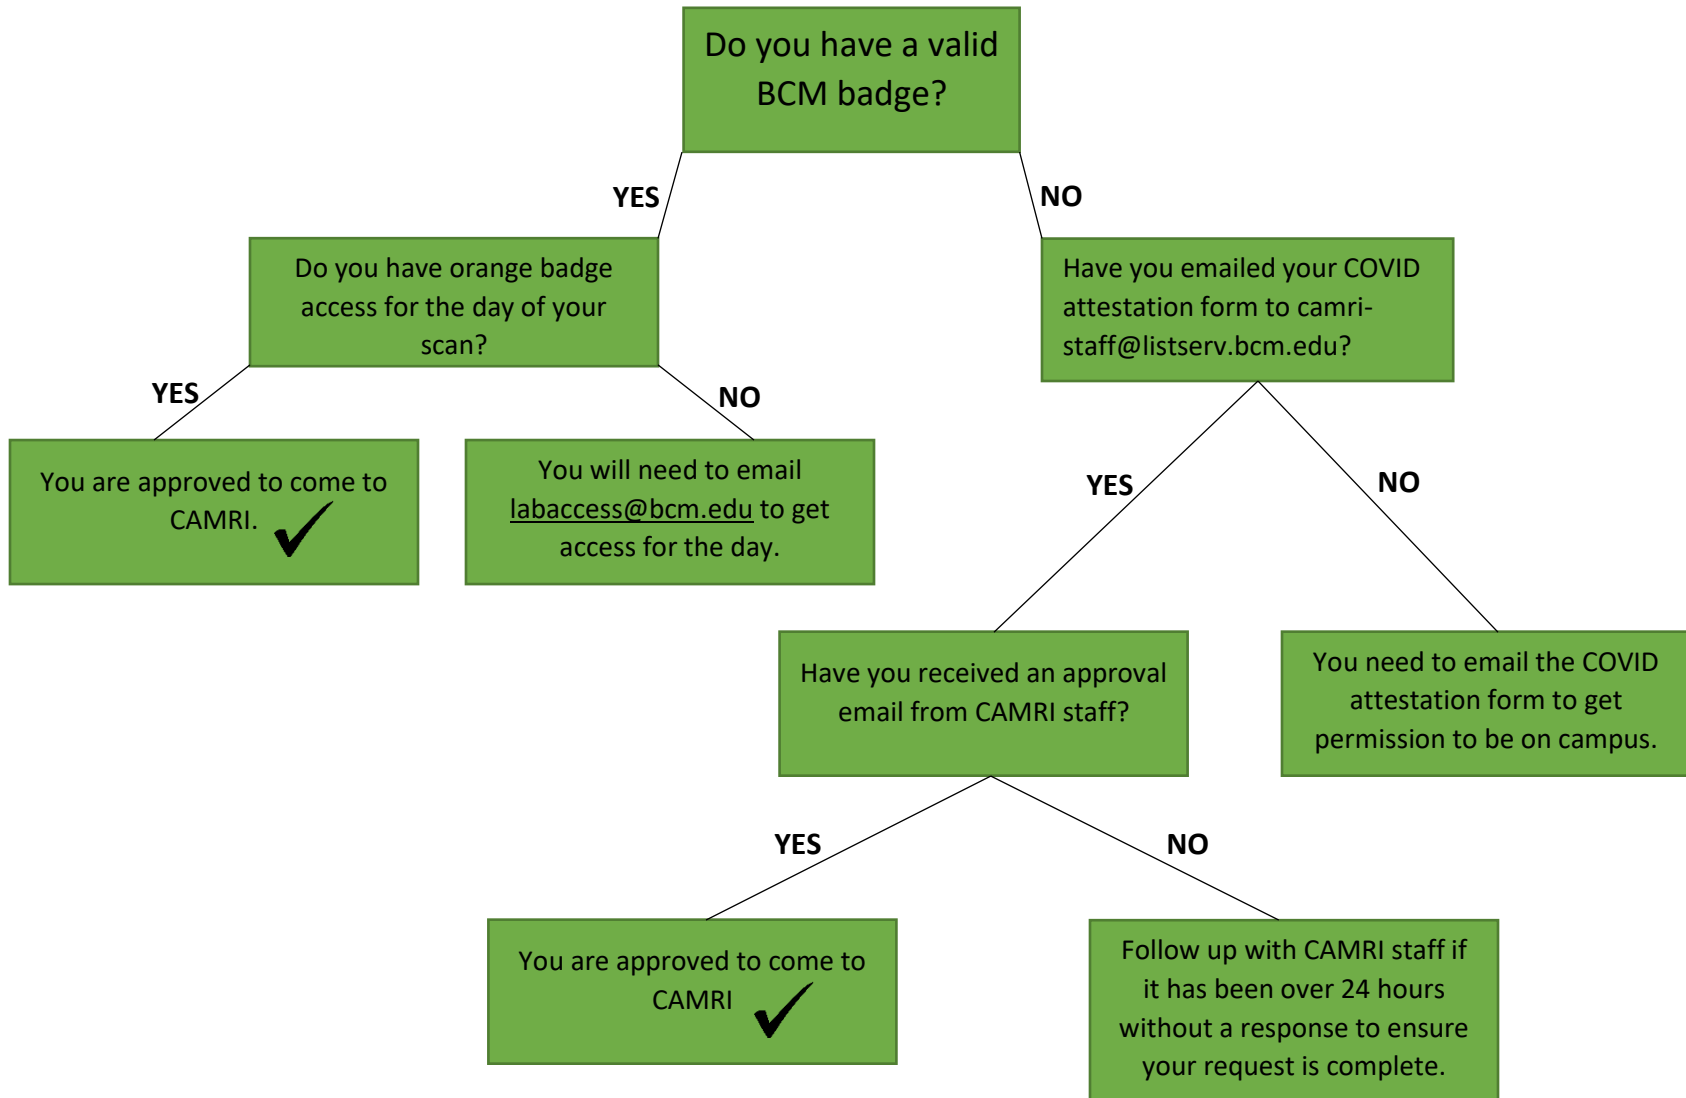 Do you have a valid
BCM badge?
YES
NO
Do you have orange badge
access for the day of your
scan?
Have you emailed your COVID
attestation form to camri-
staff@listserv.bcm.edu?
YES
NO
You are approved to come to
CAMRI.
You will need to email
labaccess@bcm.edu to get
access for the day.
YES
NO
Have you received an approval
email from CAMRI staff?
You need to email the COVID
attestation form to get
permission to be on campus.
YES
NO
You are approved to come to
CAMRI
Follow up with CAMRI staff if
it has been over 24 hours
without a response to ensure
your request is complete.